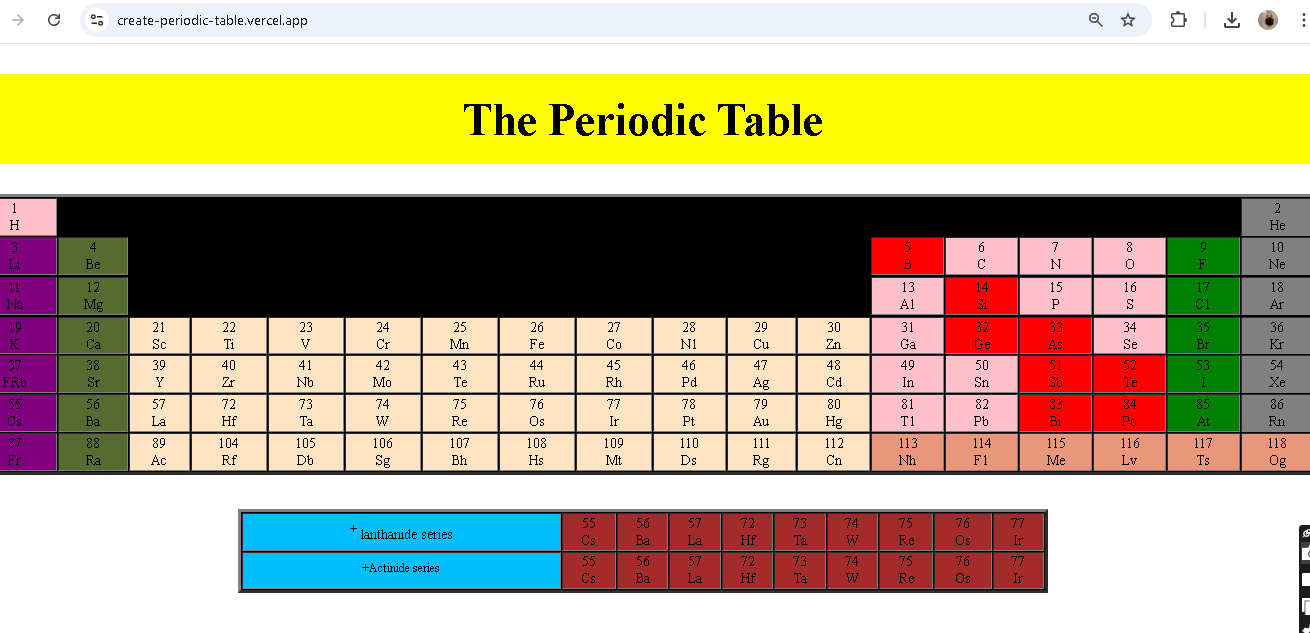 create-periodic-table.vercel.app
The Periodic Table
1 2
H He
3 4 5 6 7 8 9 10
Li Be B C N O F Ne
11 12 13 14 15 16 17 18
Na Mg A1 Si P S C1 Ar
19 20 21 22 23 24 25 26 27 28 29 30 31 32 33 34 35 36
K Ca Sc Ti V Cr Mn Fe Co N1 Cu Zn Ga Ge As Se Br Kr
37 38 39 40 41 42 43 44 45 46 47 48 49 50 51 52 53 54
FRb Sr Y Zr Nb Mo Te Ru Rh Pd Ag Cd In Sn Sb Te I Xe
55 56 57 72 73 74 75 76 77 78 79 80 81 82 83 84 85 86
Cs Ba La Hf Ta W Re Os Ir Pt Au Hg T1 Pb Bi Po At Rn
87 88 89 104 105 106 107 108 109 110 111 112 113 114 115 116 117 118
Fr Ra Ac Rf Db Sg Bh Hs Mt Ds Rg Cn Nh F1 Me Lv Ts Og
55 56 57 72 73 74 75 76 77
+ lanthanide series Cs Ba La Hf Ta W Re Os Ir
55 56 57 72 73 74 75 76 77
+Actinide series Cs Ba La Hf Ta W Re Os Ir